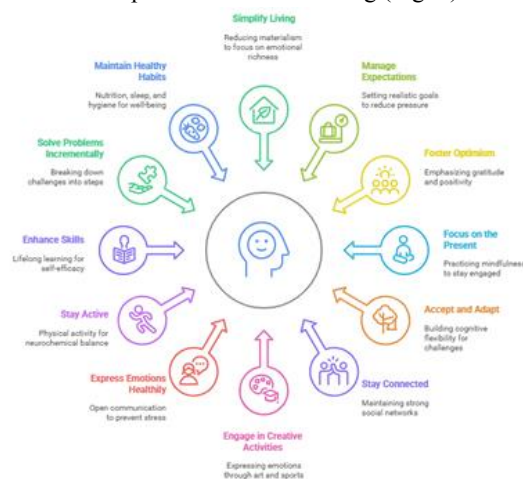 Simplify Living
Reducing materialism
to focus on emotional
richness
Manage
Expectations
Setting realistic goals
to reduce pressure
Foster Optimism
Emphasizing gratitude
and positivity
Focus on the
Present
Practicing mindfulness
to stay engaged
Accept and Adapt
Building cognitive
flexibility for
challenges
Stay Connected
Maintaining strong
social networks
Engage in Creative
Activities
Expressing emotions
through art and sports
Express Emotions
Healthily
Open communication
to prevent stress
Stay Active
Physical activity for
neurochemical balance
Enhance Skills
Lifelong learning for
self-efficacy
Solve Problems
Incrementally
Breaking down
challenges into steps
Maintain Healthy
Habits
Nutrition, sleep, and
hygiene for well-being